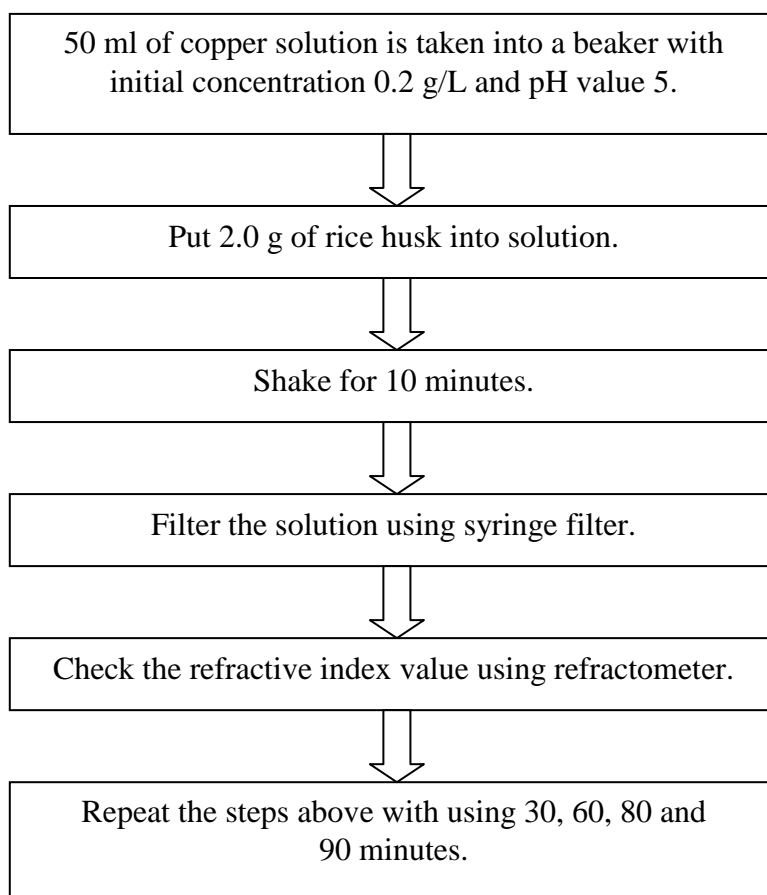 50 ml of copper solution is taken into a beaker with
initial concentration 0.2 g/L and pH value 5.
Put 2.0 g of rice husk into solution.
Shake for 10 minutes.
Filter the solution using syringe filter.
Check the refractive index value using refractometer.
Repeat the steps above with using 30, 60, 80 and
90 minutes.